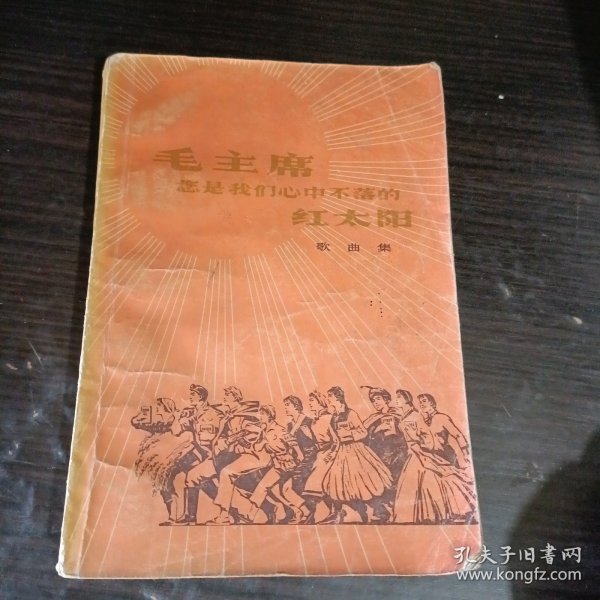 毛主席
您是我们心中不落的
红太阳
歌曲集
孔夫子旧书网
www.kongfz.com